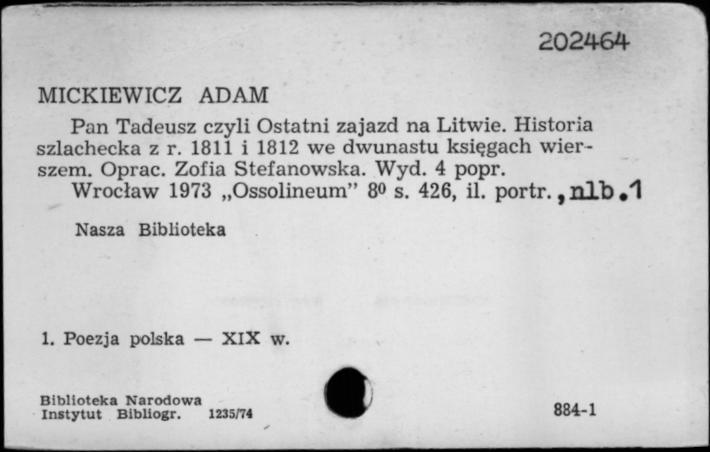 202464
MICKIEWICZ ADAM
Pan Tadeusz czyli Ostatni zajazd na Litwie. Historia
szlachecka z r. 1811 i 1812 we dwunastu księgach wier-
szem. Oprac. Zofia Stefanowska. Wyd. 4 popr.
Wrocław 1973 „Ossolineum” 8⁰ s. 426, il. portr., nlb.1
Nasza Biblioteka
1. Poezja polska — XIX w.
Biblioteka Narodowa
Instytut Bibliogr. 1235/74
884-1